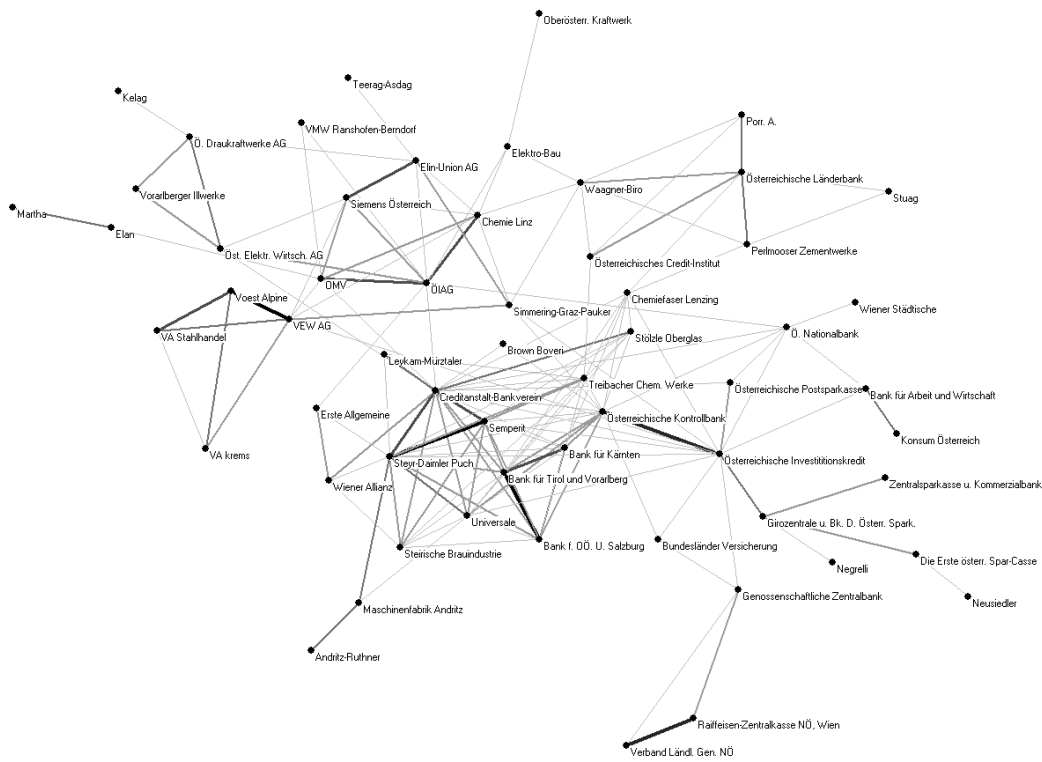 Oberösterr. Kraftwerk
Teerag-Asdag
Kelag
Porr. A.
VMW Ranshofen-Berndorf
Ö. Draukraftwerke AG
Elektro-Bau
Elin-Union AG
Österreichische Länderbank
Waagner-Biro
Vorarlberger Illwerke
Stuag
Siemens Österreich
Martha
Chemie Linz
Elan
Öst. Elektr. Wirtsch. AG
Perlmooser Zementwerke
Österreichisches Credit-Institut
OMV
ÖIAG
Voest Alpine
Chemiefaser Lenzing
Wiener Städtische
Simmering-Graz-Pauker
VEW AG
VA Stahlhandel
Ö. Nationalbank
Stölzle Oberglas
Brown Boveri
Leykam-Mürztaler
Treibacher Chem. Werke
Österreichische Postsparkasse
Bank für Arbeit und Wirtschaft
Creditanstalt-Bankverein
Erste Allgemeine
Österreichische Kontrollbank
Semperit
Konsum Österreich
VA krems
Bank für Kärnten
Steyr-Daimler Puch
Österreichische Investititionskredit
Bank für Tirol und Vorarlberg
Wiener Allianz
Zentralsparkasse u. Kommerzialbank
Universale
Girozentrale u. Bk. D. Österr. Spark.
Steirische Brauindustrie
Bank f. OÖ. U. Salzburg
Bundesländer Versicherung
Die Erste österr. Spar-Casse
Negrelli
Genossenschaftliche Zentralbank
Neusiedler
Maschinenfabrik Andritz
Andritz-Ruthner
Raiffeisen-Zentralkasse NÖ, Wien
Verband Ländl. Gen. NÖ